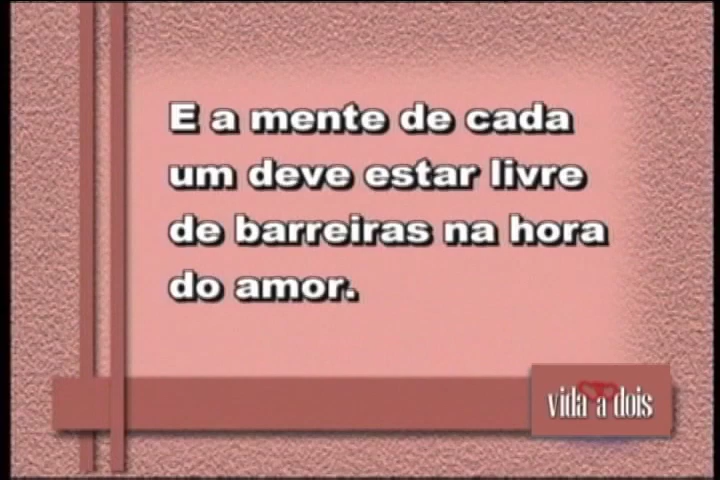 E a mente de cada
um deve estar livre
de barreiras na hora
do amor.
vida a dois